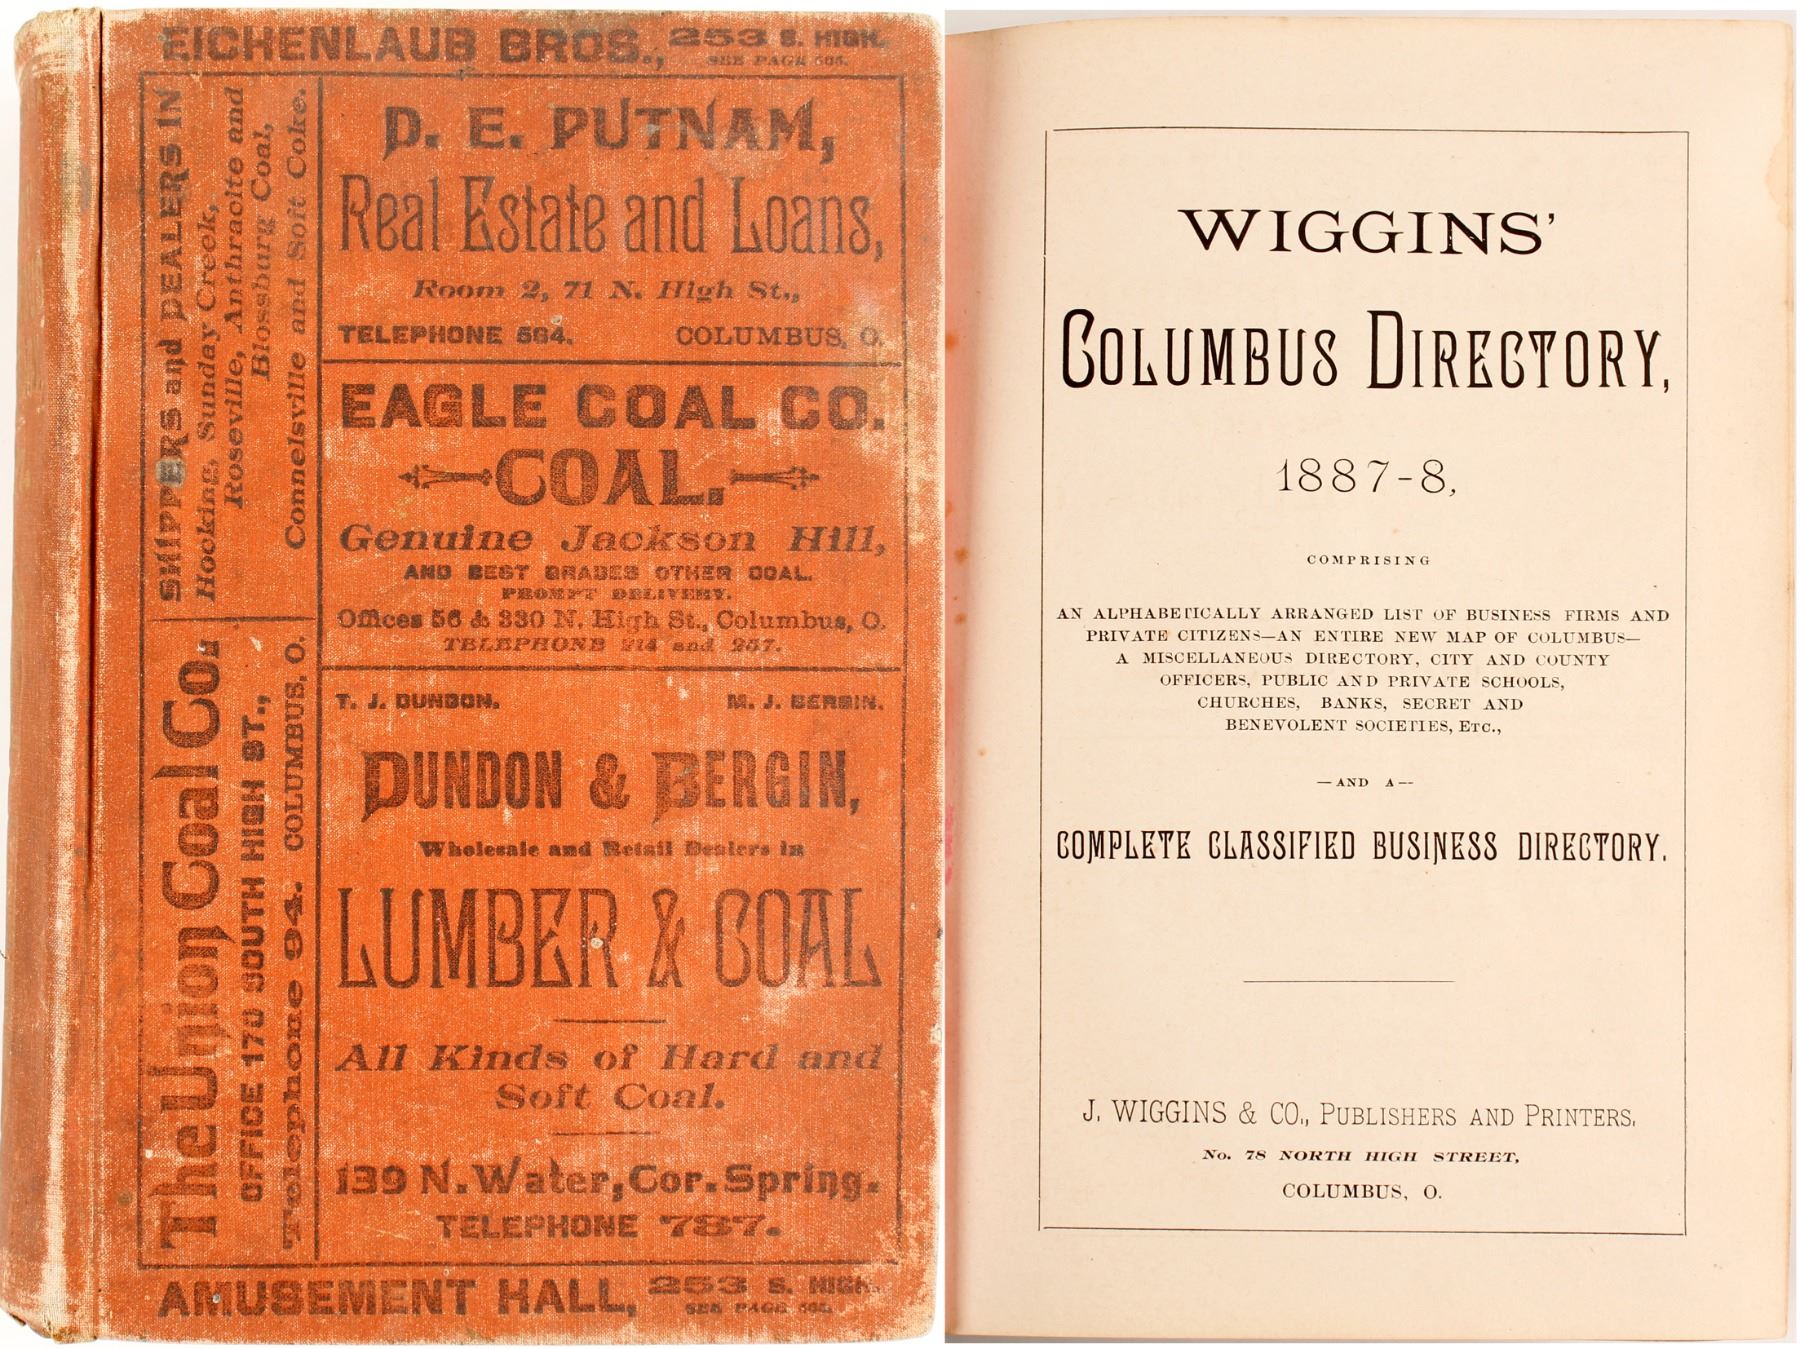 EICHENLAUB BROS., 253 S. HIGH.
SEE PAGE
SHIPPERS and DEALERS IN
Hocking, Sunday Creek,
Roseville, Anthracite and
Blossburg Coal,
Connelsville and Soft Coke.
The Union Coal Co.
OFFICE 170 SOUTH HIGH ST.,
Telephone 94. COLUMBUS, O.
D. E. PUTNAM,
Real Estate and Loans,
Room 2, 71 N. High St.,
TELEPHONE 564. COLUMBUS, O.
EAGLE COAL CO.
COAL.
Genuine Jackson Hill,
AND BEST GRADES OTHER COAL.
PROMPT DELIVERY.
Offices 56 & 330 N. High St., Columbus, O.
TELEPHONE 214 and 257.
T. J. DUNDON. M. J. BERGIN.
DUNDON & BERGIN,
Wholesale and Retail Dealers in
LUMBER & COAL
All Kinds of Hard and
Soft Coal.
139 N. Water, Cor. Spring.
TELEPHONE 787.
AMUSEMENT HALL, 253 S. HIGH.
SEE PAGE
WIGGINS'
COLUMBUS DIRECTORY,
1887-8,
COMPRISING
AN ALPHABETICALLY ARRANGED LIST OF BUSINESS FIRMS AND
PRIVATE CITIZENS—AN ENTIRE NEW MAP OF COLUMBUS—
A MISCELLANEOUS DIRECTORY, CITY AND COUNTY
OFFICERS, PUBLIC AND PRIVATE SCHOOLS,
CHURCHES, BANKS, SECRET AND
BENEVOLENT SOCIETIES, ETC.,
—AND A—
COMPLETE CLASSIFIED BUSINESS DIRECTORY.
J. WIGGINS & CO., PUBLISHERS AND PRINTERS,
No. 78 NORTH HIGH STREET,
COLUMBUS, O.